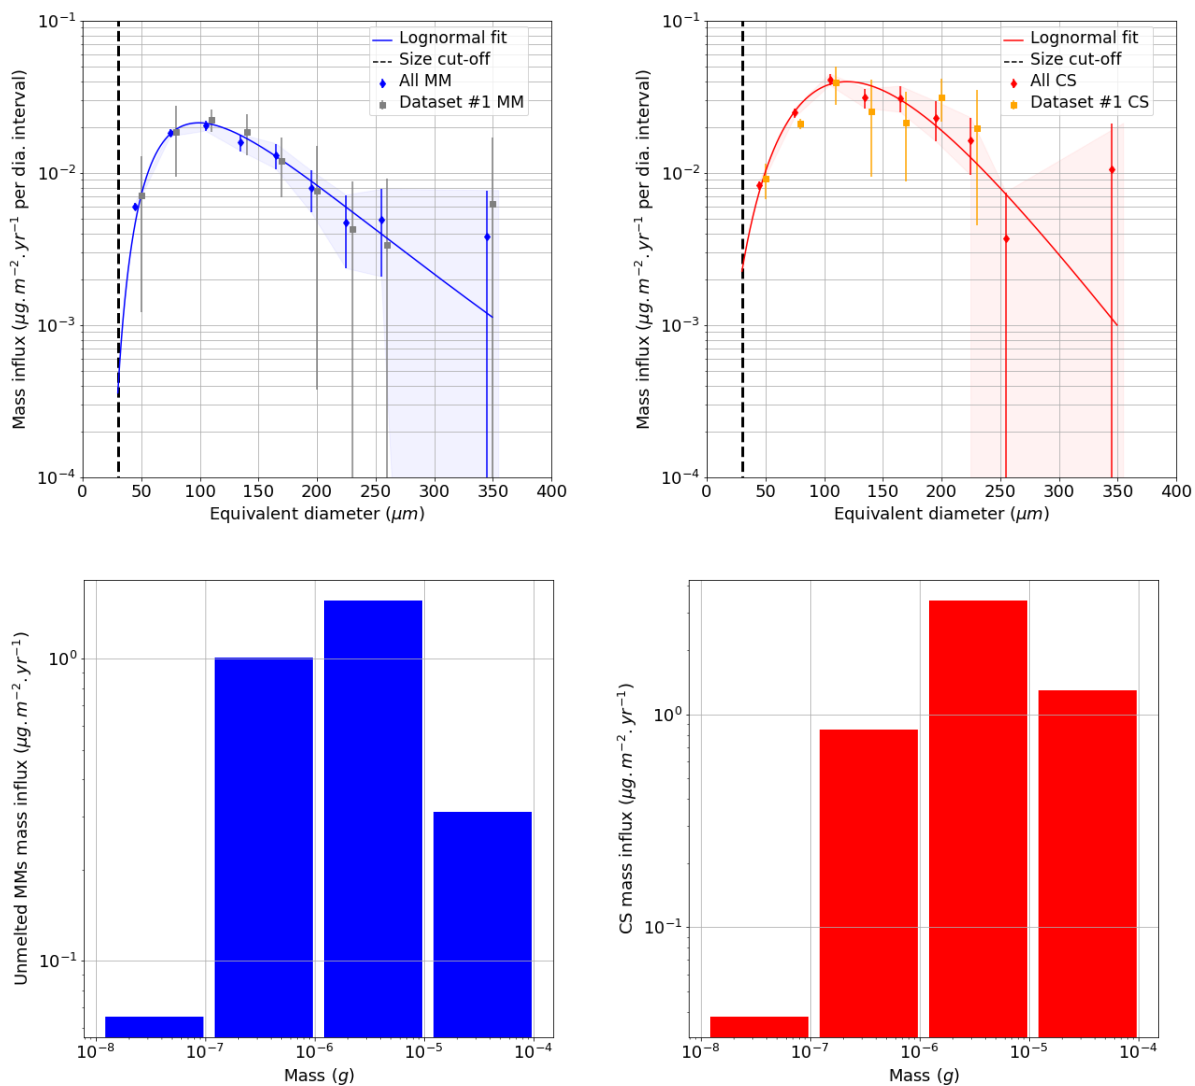 Mass influx (μg.m⁻².yr⁻¹ per dia. interval)
10⁻¹
10⁻²
10⁻³
10⁻⁴
Lognormal fit
Size cut-off
All MM
Dataset #1 MM
0 50 100 150 200 250 300 350 400
Equivalent diameter (μm)
Mass influx (μg.m⁻².yr⁻¹ per dia. interval)
10⁻¹
10⁻²
10⁻³
10⁻⁴
Lognormal fit
Size cut-off
All CS
Dataset #1 CS
0 50 100 150 200 250 300 350 400
Equivalent diameter (μm)
Unmelted MMs mass influx (μg.m⁻².yr⁻¹)
10⁰
10⁻¹
10⁻⁸ 10⁻⁷ 10⁻⁶ 10⁻⁵ 10⁻⁴
Mass (g)
CS mass influx (μg.m⁻².yr⁻¹)
10⁰
10⁻¹
10⁻⁸ 10⁻⁷ 10⁻⁶ 10⁻⁵ 10⁻⁴
Mass (g)